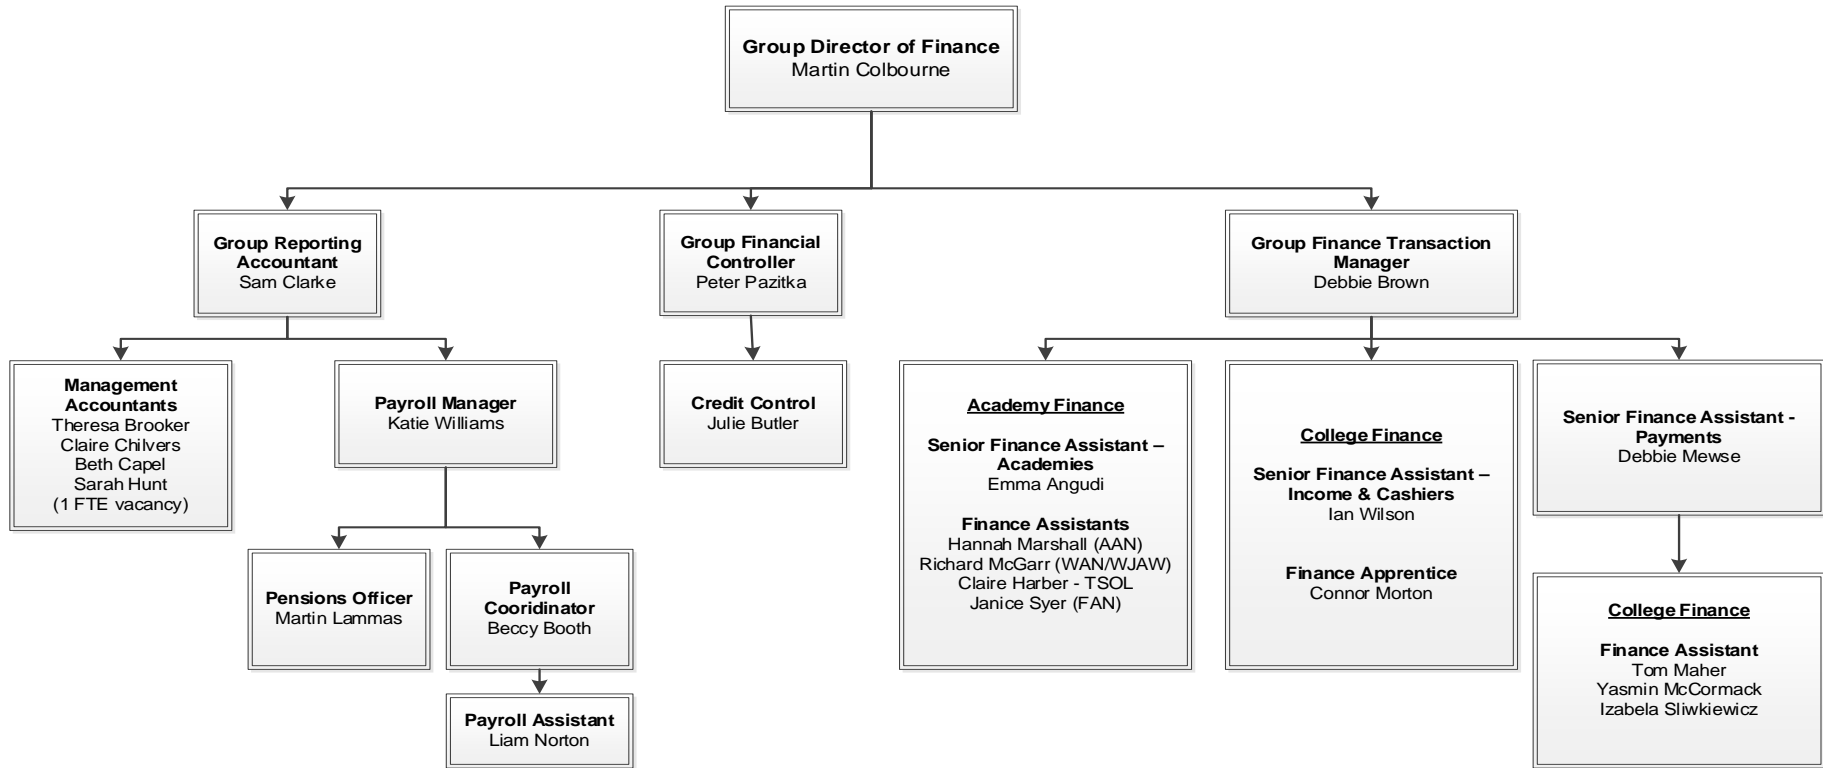 Group Director of Finance
Martin Colbourne
Group Reporting
Accountant
Sam Clarke
Group Financial
Controller
Peter Pazitka
Group Finance Transaction
Manager
Debbie Brown
Management
Accountants
Theresa Brooker
Claire Chilvers
Beth Capel
Sarah Hunt
(1 FTE vacancy)
Payroll Manager
Katie Williams
Credit Control
Julie Butler
Academy Finance
Senior Finance Assistant –
Academies
Emma Angudi
Finance Assistants
Hannah Marshall (AAN)
Richard McGarr (WAN/WJAW)
Claire Harber - TSOL
Janice Syer (FAN)
College Finance
Senior Finance Assistant –
Income & Cashiers
Ian Wilson
Finance Apprentice
Connor Morton
Senior Finance Assistant -
Payments
Debbie Mewse
Pensions Officer
Martin Lammas
Payroll
Cooridinator
Beccy Booth
College Finance
Finance Assistant
Tom Maher
Yasmin McCormack
Izabela Sliwkiewicz
Payroll Assistant
Liam Norton